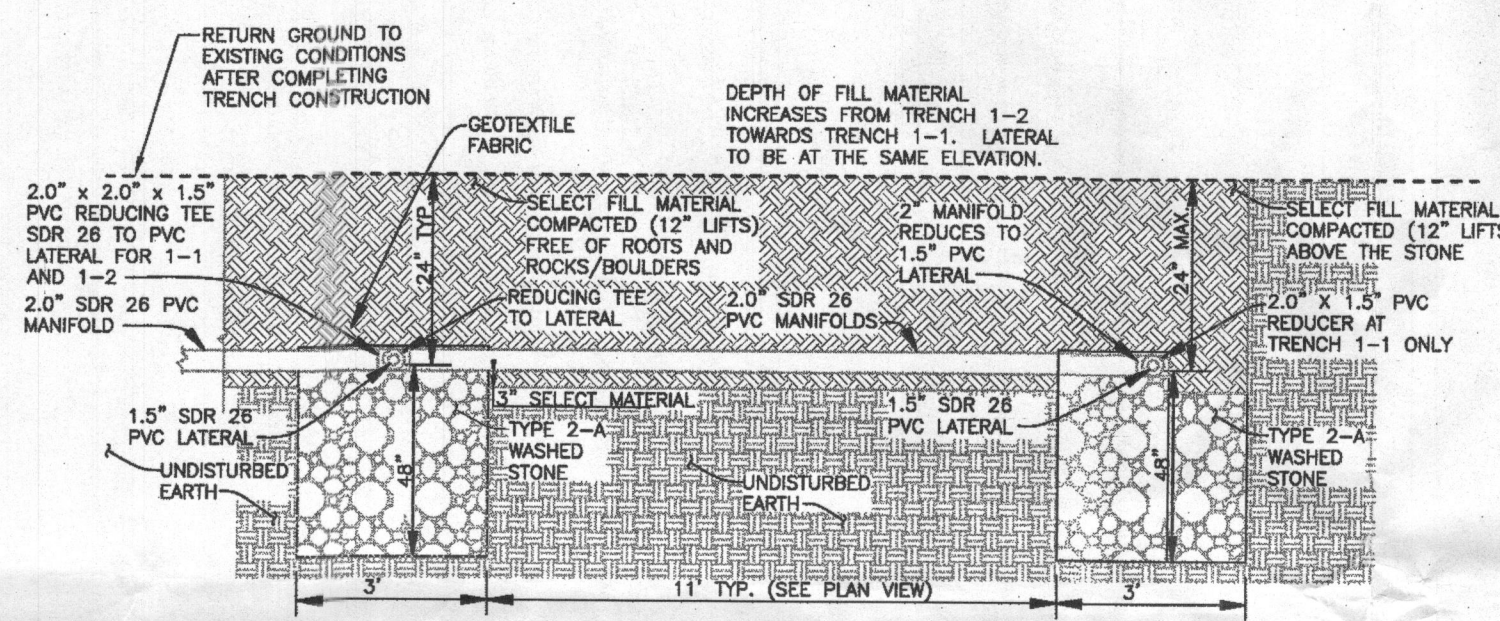 RETURN GROUND TO
EXISTING CONDITIONS
AFTER COMPLETING
TRENCH CONSTRUCTION
GEOTEXTILE
FABRIC
DEPTH OF FILL MATERIAL
INCREASES FROM TRENCH 1-2
TOWARDS TRENCH 1-1. LATERAL
TO BE AT THE SAME ELEVATION.
2.0" x 2.0" x 1.5"
PVC REDUCING TEE
SDR 26 TO PVC
LATERAL FOR 1-1
AND 1-2
2.0" SDR 26 PVC
MANIFOLD
24" TYP.
SELECT FILL MATERIAL
COMPACTED (12" LIFTS)
FREE OF ROOTS AND
ROCKS/BOULDERS
REDUCING TEE
TO LATERAL
2.0" SDR 26
PVC MANIFOLDS
2" MANIFOLD
REDUCES TO
1.5" PVC
LATERAL
24" MAX.
SELECT FILL MATERIAL
COMPACTED (12" LIFTS
ABOVE THE STONE
2.0" X 1.5" PVC
REDUCER AT
TRENCH 1-1 ONLY
1.5" SDR 26
PVC LATERAL
UNDISTURBED
EARTH
48"
3" SELECT MATERIAL
TYPE 2-A
WASHED
STONE
UNDISTURBED
EARTH
1.5" SDR 26
PVC LATERAL
48"
TYPE 2-A
WASHED
STONE
3'
11' TYP. (SEE PLAN VIEW)
3'